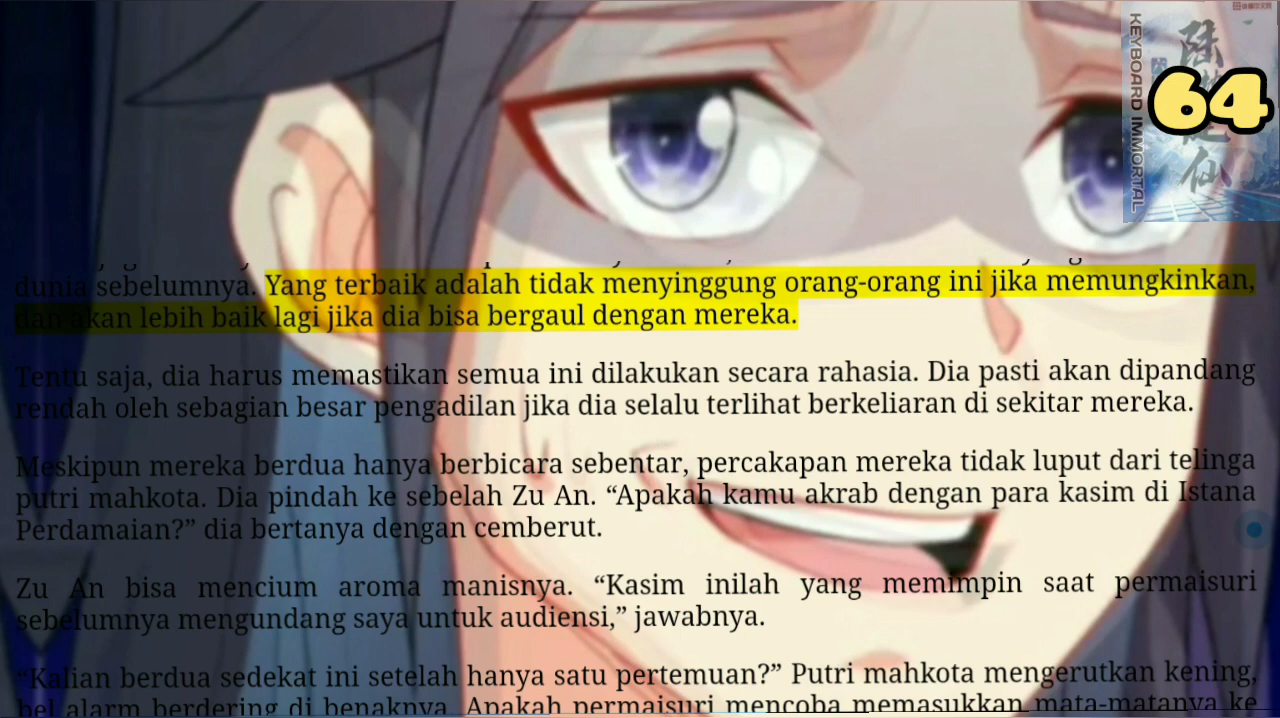 64
KEYBOARD IMMORTAL
dunia sebelumnya. Yang terbaik adalah tidak menyinggung orang-orang ini jika memungkinkan,
dan akan lebih baik lagi jika dia bisa bergaul dengan mereka.
Tentu saja, dia harus memastikan semua ini dilakukan secara rahasia. Dia pasti akan dipandang
rendah oleh sebagian besar pengadilan jika dia selalu terlihat berkeliaran di sekitar mereka.
Meskipun mereka berdua hanya berbicara sebentar, percakapan mereka tidak luput dari telinga
putri mahkota. Dia pindah ke sebelah Zu An. “Apakah kamu akrab dengan para kasim di Istana
Perdamaian?” dia bertanya dengan cemberut.
Zu An bisa mencium aroma manisnya. “Kasim inilah yang memimpin saat permaisuri
sebelumnya mengundang saya untuk audiensi,” jawabnya.
“Kalian berdua sedekat ini setelah hanya satu pertemuan?” Putri mahkota mengerutkan kening,
bel alarm berdering di benaknya. Apakah permaisuri mencoba memasukkan mata-matanya ke